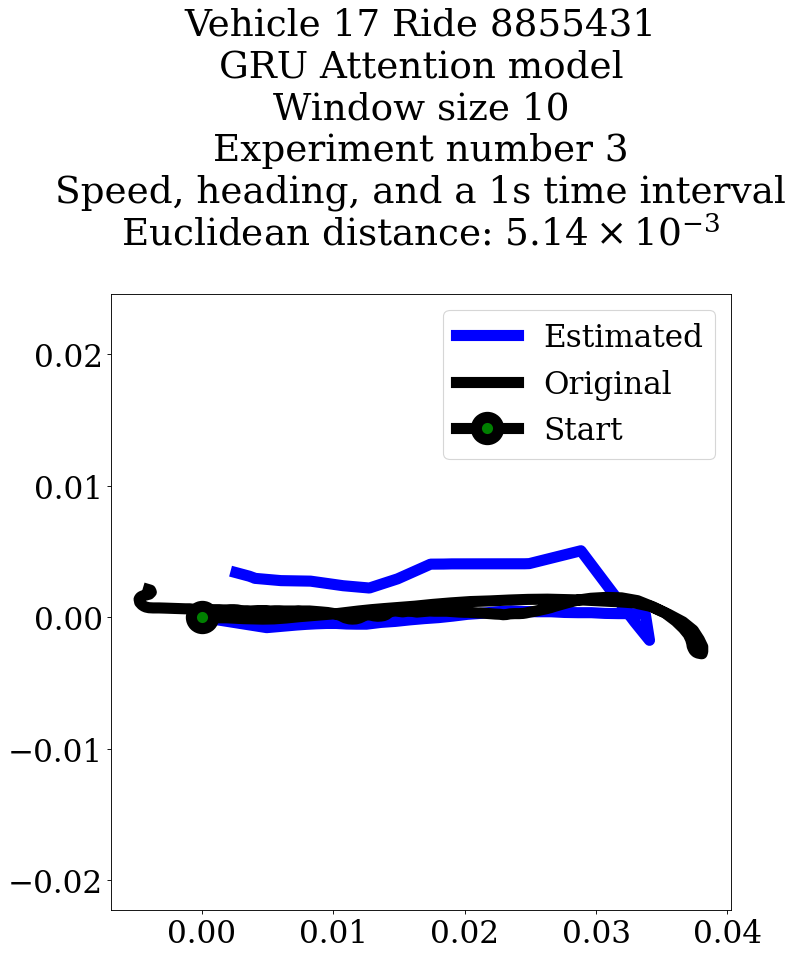 Vehicle 17 Ride 8855431
GRU Attention model
Window size 10
Experiment number 3
Speed, heading, and a 1s time interval
Euclidean distance: 5.14 × 10⁻³
Estimated
Original
Start
0.02
0.01
0.00
−0.01
−0.02
0.00 0.01 0.02 0.03 0.04